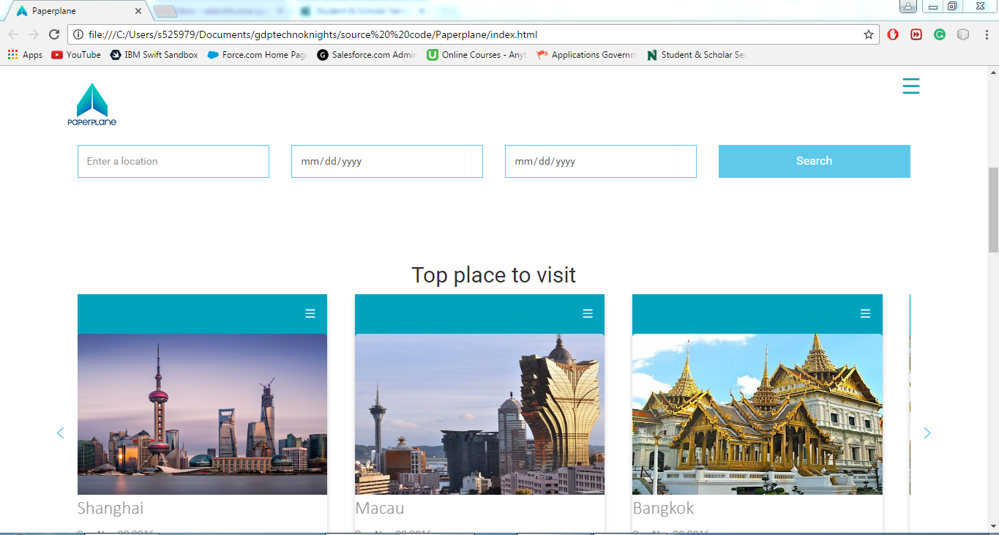 Paperplane
file:///C:/Users/s525979/Documents/gdptechnoknights/source%20%20code/Paperplane/index.html
Apps YouTube IBM Swift Sandbox Force.com Home Pag Salesforce.com Admin Online Courses - Anyt Applications Governm Student & Scholar Ser
PAPERPLANE
Enter a location mm/dd/yyyy mm/dd/yyyy Search
Top place to visit
Shanghai Macau Bangkok